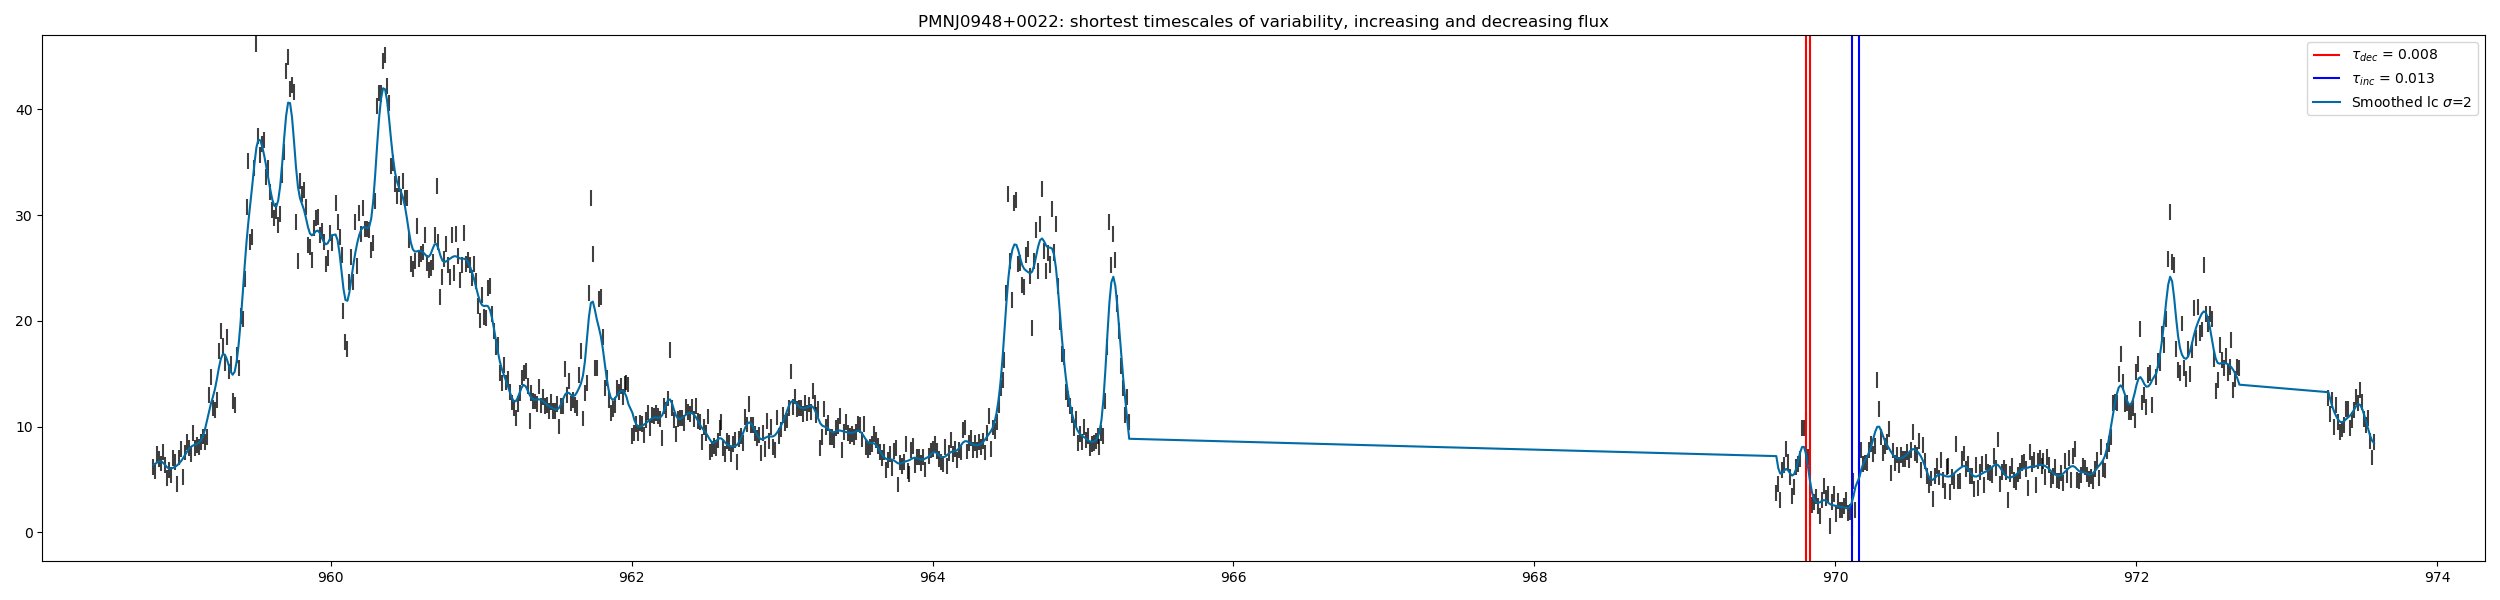 PMNJ0948+0022: shortest timescales of variability, increasing and decreasing flux
τdec = 0.008
τinc = 0.013
Smoothed lc σ=2
40
30
20
10
0
960 962 964 966 968 970 972 974